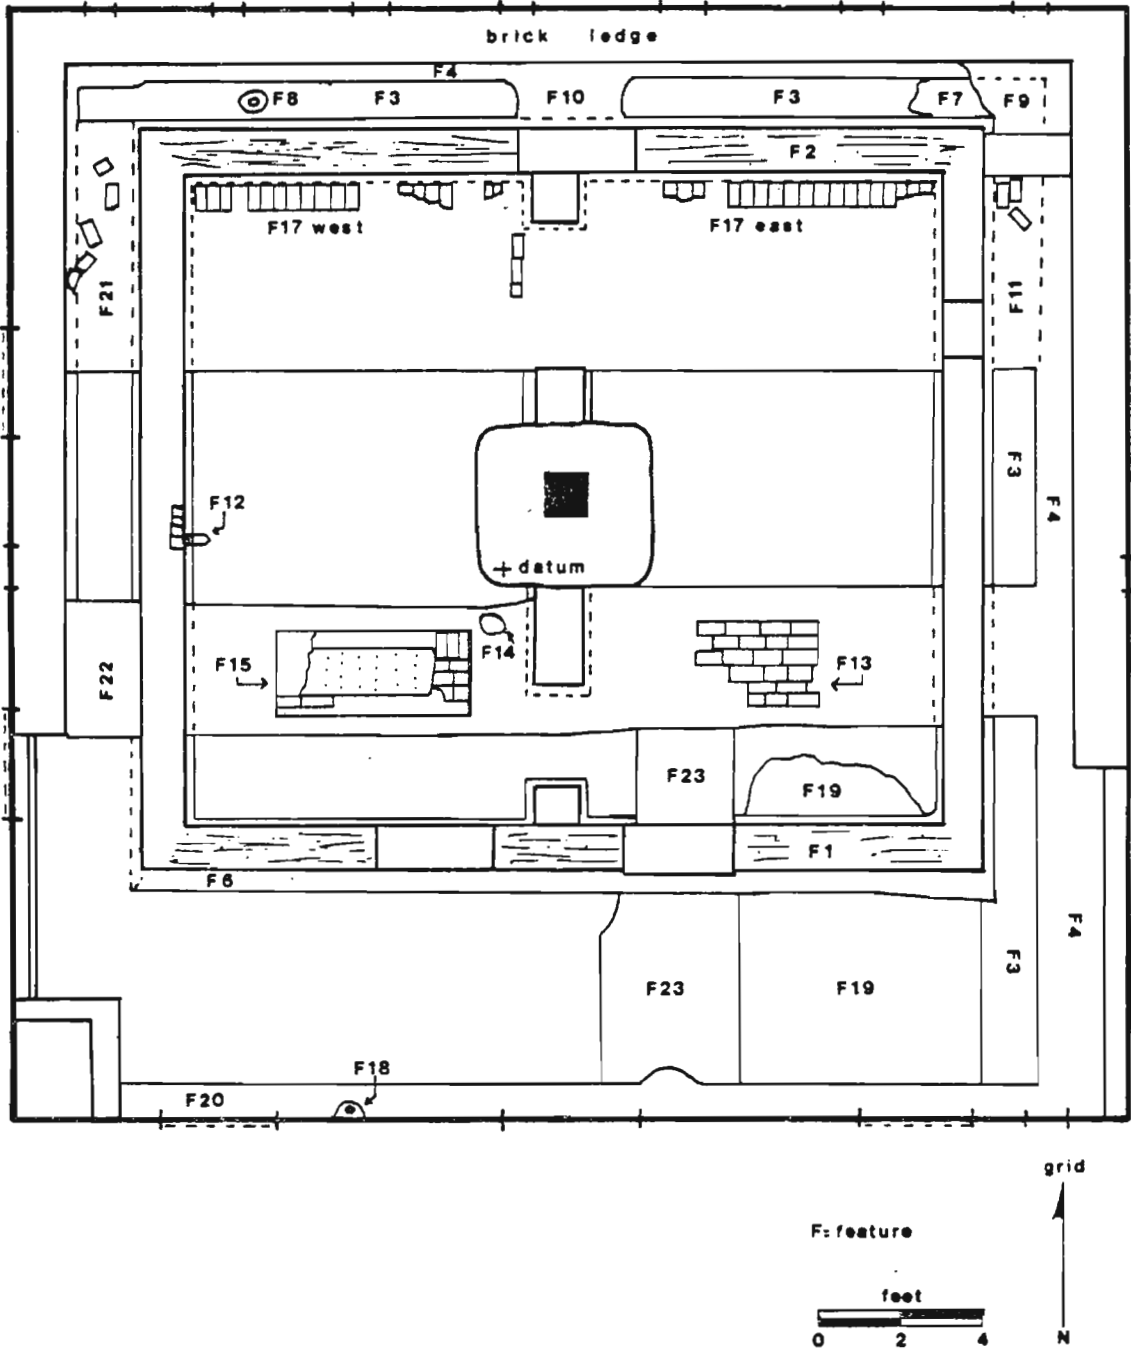 brick ledge
F4
F8 F3 F10 F3 F7 F9
F2
F17 west F17 east
F21 F11
F3
F12 F4
datum
F14
F15 F13
F22
F23
F19
F1
F6
F4
F3
F23 F19
F18
F20
grid
F=feature
feet
0 2 4 N